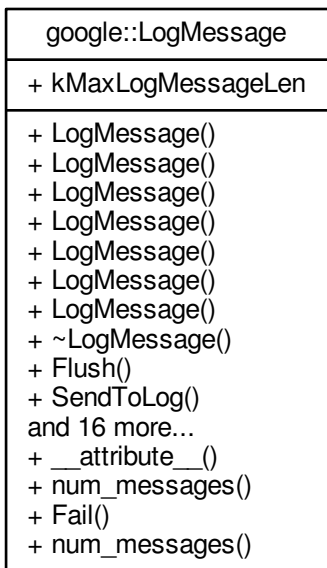 google::LogMessage
+ kMaxLogMessageLen
+ LogMessage()
+ LogMessage()
+ LogMessage()
+ LogMessage()
+ LogMessage()
+ LogMessage()
+ LogMessage()
+ ~LogMessage()
+ Flush()
+ SendToLog()
and 16 more...
+ __attribute__()
+ num_messages()
+ Fail()
+ num_messages()